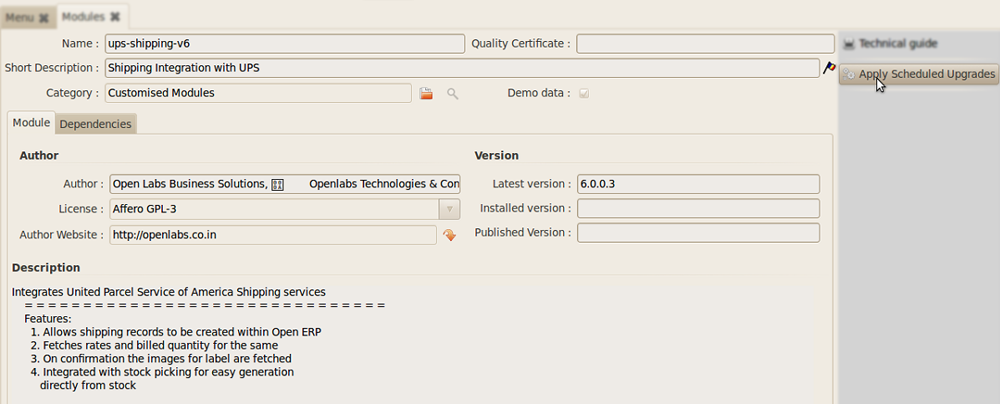 Menu Modules
Name : ups-shipping-v6 Quality Certificate :
Technical guide
Short Description : Shipping Integration with UPS
Apply Scheduled Upgrades
Category : Customised Modules Demo data :
Module Dependencies
Author Version
Author : Open Labs Business Solutions, Openlabs Technologies & Con Latest version : 6.0.0.3
License : Affero GPL-3 Installed version :
Author Website : http://openlabs.co.in Published Version :
Description
Integrates United Parcel Service of America Shipping services
= = = = = = = = = = = = = = = = = = = = = = = = = = = = = = =
Features:
1. Allows shipping records to be created within Open ERP
2. Fetches rates and billed quantity for the same
3. On confirmation the images for label are fetched
4. Integrated with stock picking for easy generation
directly from stock